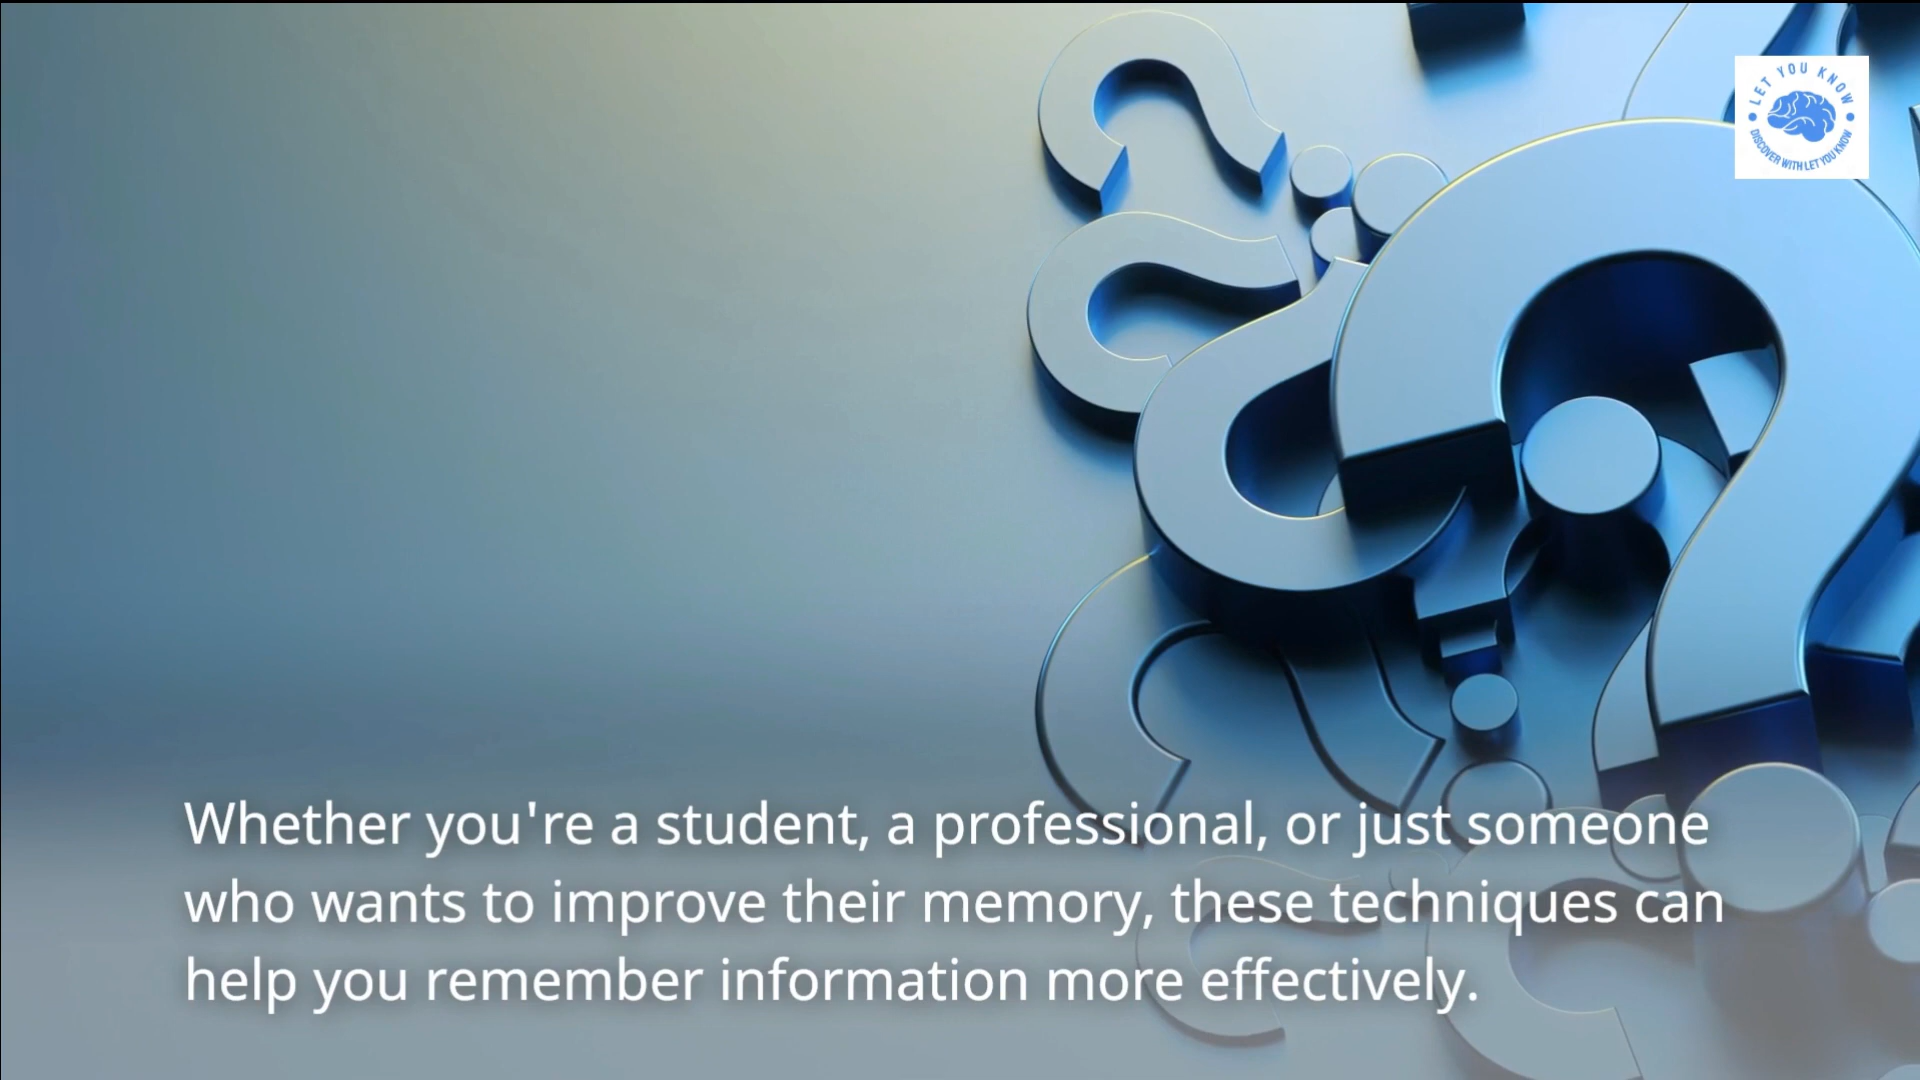 LET YOU KNOW
DISCOVER WITH LET YOU KNOW
Whether you're a student, a professional, or just someone
who wants to improve their memory, these techniques can
help you remember information more effectively.